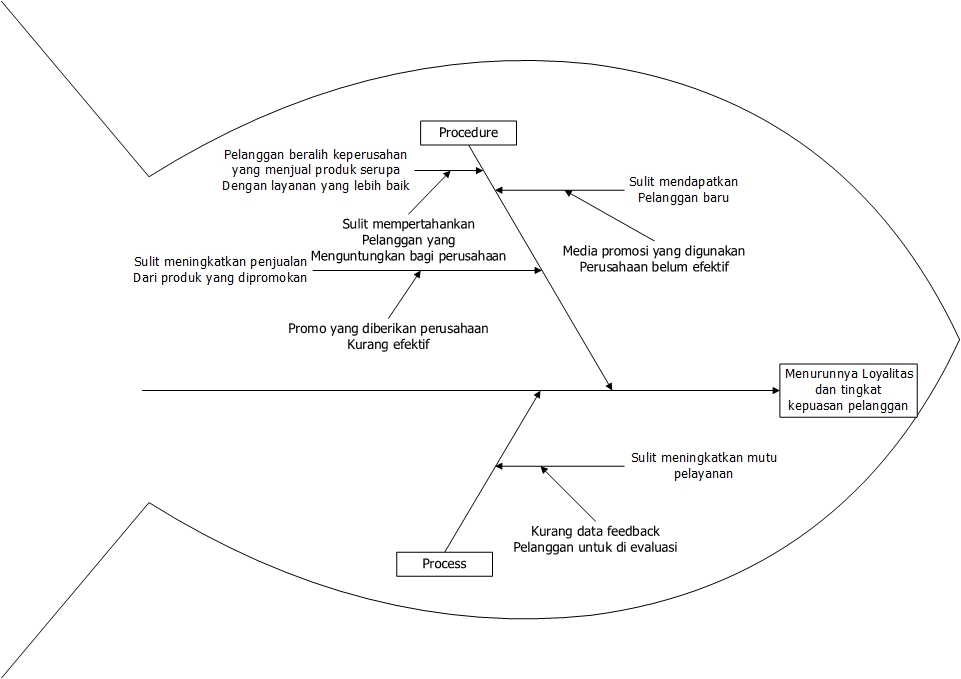 Procedure
Pelanggan beralih keperusahan
yang menjual produk serupa
Dengan layanan yang lebih baik
Sulit mendapatkan
Pelanggan baru
Sulit mempertahankan
Pelanggan yang
Menguntungkan bagi perusahaan
Media promosi yang digunakan
Perusahaan belum efektif
Sulit meningkatkan penjualan
Dari produk yang dipromokan
Promo yang diberikan perusahaan
Kurang efektif
Menurunnya Loyalitas
dan tingkat
kepuasan pelanggan
Sulit meningkatkan mutu
pelayanan
Kurang data feedback
Pelanggan untuk di evaluasi
Process